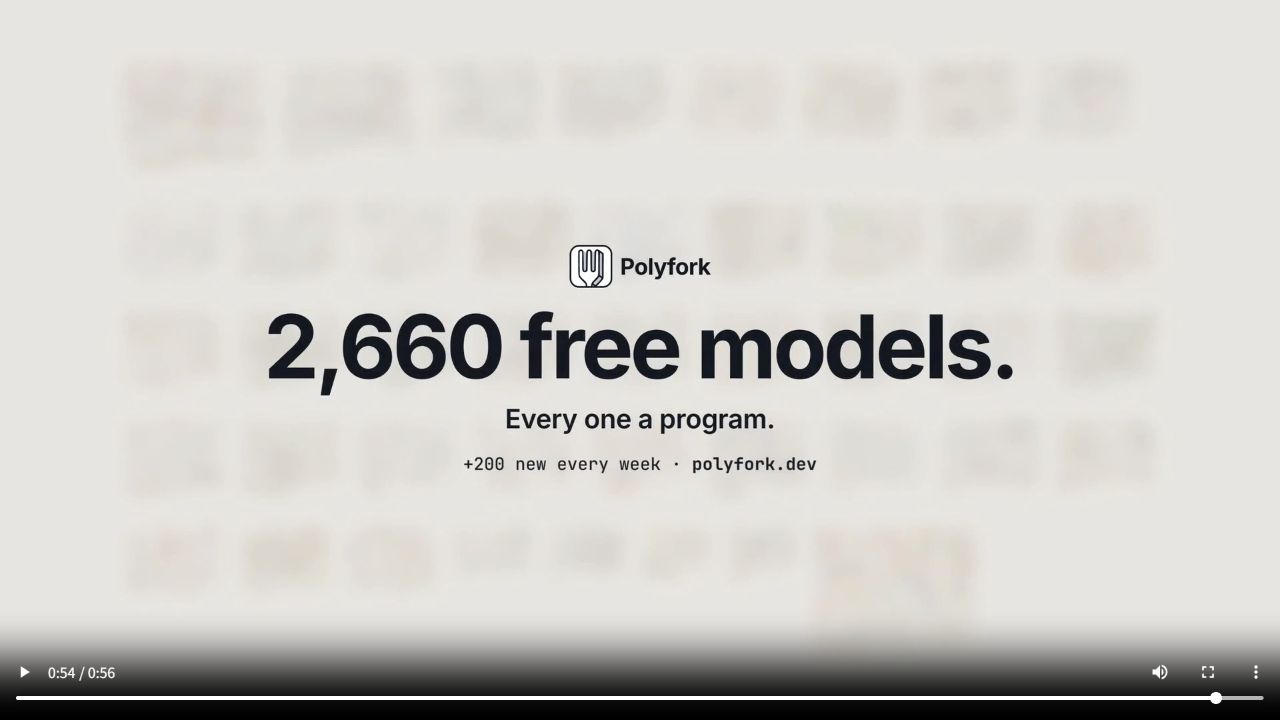 Polyfork
2,660 free models.
Every one a program.
+200 new every week · polyfork.dev
0:54 / 0:56